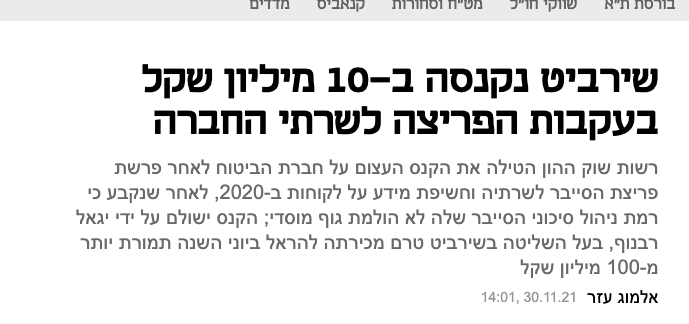 בורסת ת"א שווקי חו"ל מט"ח וסחורות קנאביס מדדים
שירביט נקנסה ב-10 מיליון שקל
בעקבות הפריצה לשרתי החברה
רשות שוק ההון הטילה את הקנס העצום על חברת הביטוח לאחר פרשת
פריצת הסייבר לשרתיה וחשיפת מידע על לקוחות ב-2020, לאחר שנקבע כי
רמת ניהול סיכוני הסייבר שלה לא הולמת גוף מוסדי; הקנס ישולם על ידי יגאל
רבנוף, בעל השליטה בשירביט טרם מכירתה להראל ביוני השנה תמורת יותר
מ-100 מיליון שקל
אלמוג עזר 14:01, 30.11.21